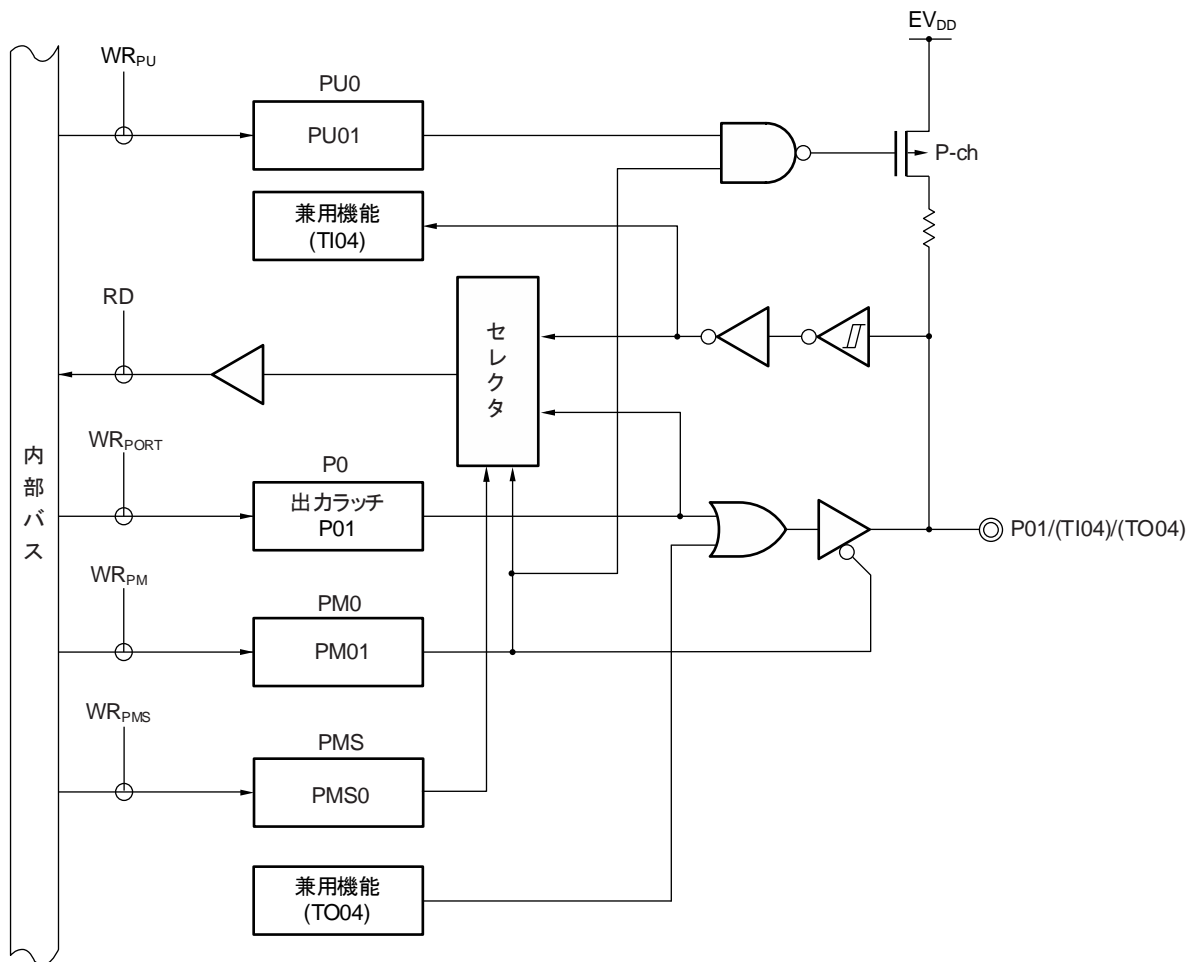 EVDD
WRPU
PU0
PU01
P-ch
兼用機能
(TI04)
RD
セレクタ
WRPORT
P0
出力ラッチ
P01
P01/(TI04)/(TO04)
内部バス
WRPM
PM0
PM01
WRPMS
PMS
PMS0
兼用機能
(TO04)